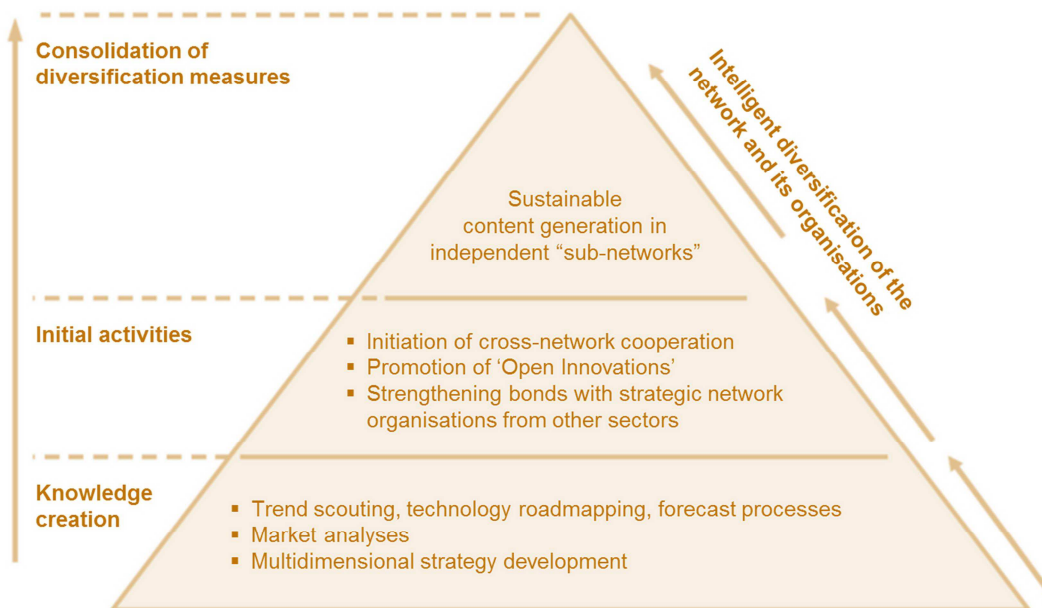 Consolidation of
diversification measures
Intelligent diversification of the
network and its organisations
Sustainable
content generation in
independent “sub-networks”
Initial activities
▪ Initiation of cross-network cooperation
▪ Promotion of ‘Open Innovations’
▪ Strengthening bonds with strategic network
organisations from other sectors
Knowledge
creation
▪ Trend scouting, technology roadmapping, forecast processes
▪ Market analyses
▪ Multidimensional strategy development